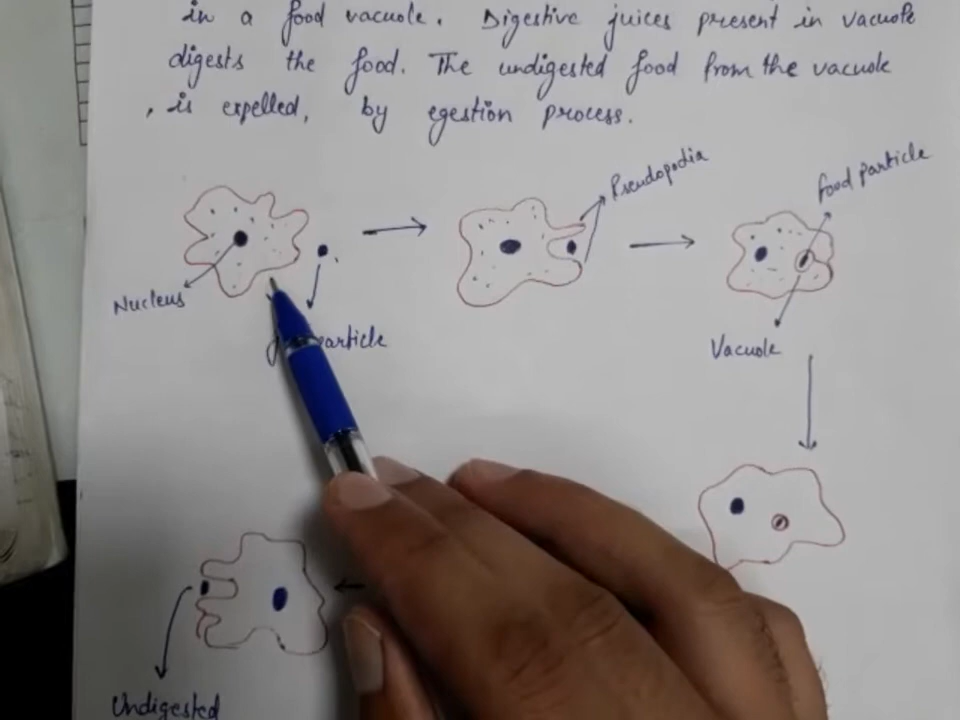 in a food vacuole. Digestive juices present in vacuole
digests the food. The undigested food from the vacuole
is expelled, by egestion process.
Pseudopodia
food particle
Nucleus
particle
Vacuole
Undigested